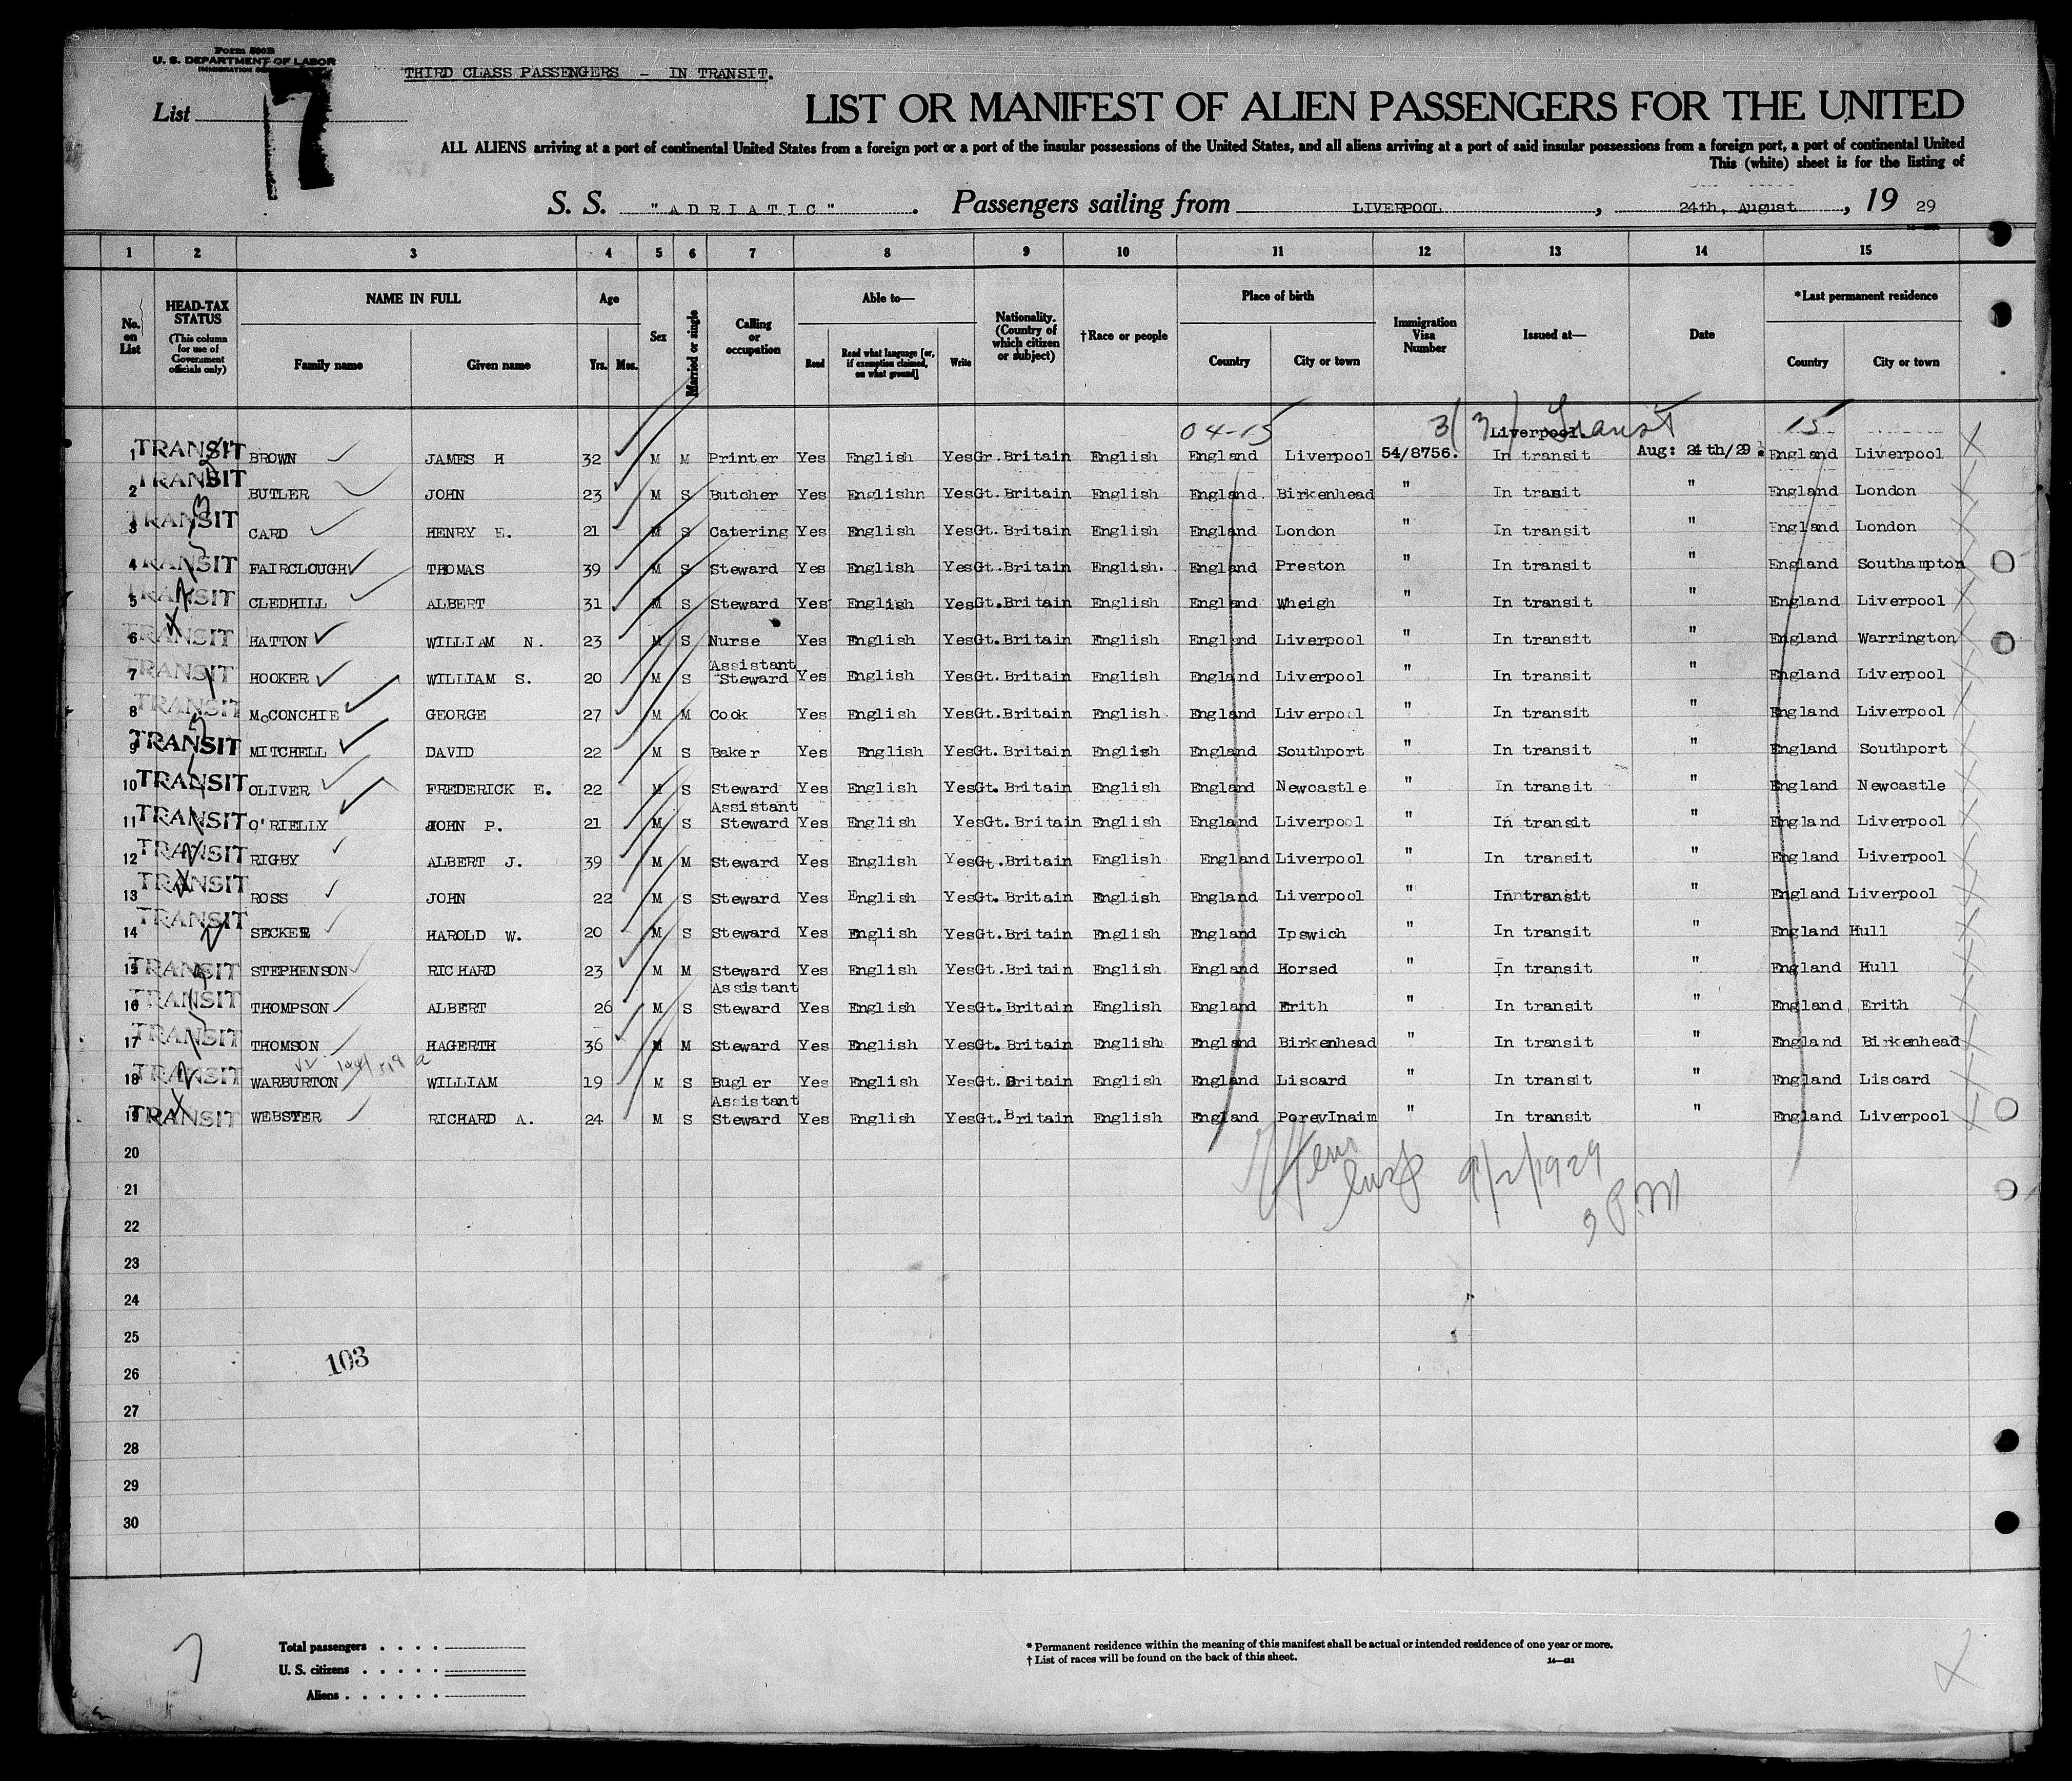 Form 500B
U. S. DEPARTMENT OF LABOR
THIRD CLASS PASSENGERS - IN TRANSIT.
List 7
LIST OR MANIFEST OF ALIEN PASSENGERS FOR THE UNITED
ALL ALIENS arriving at a port of continental United States from a foreign port or a port of the insular possessions of the United States, and all aliens arriving at a port of said insular possessions from a foreign port, a port of continental United
This (white) sheet is for the listing of
S. S. "ADRIATIC". Passengers sailing from LIVERPOOL, 24th, August, 19 29
1 2 3 4 5 6 7 8 9 10 11 12 13 14 15
No. on List HEAD-TAX STATUS (This column for use of Government officials only) NAME IN FULL Family name Given name Age Yrs. Mos. Sex Married or single Calling or occupation Able to— Read Read what language [or, if exemption claimed, on what ground] Write Nationality. (Country of which citizen or subject) †Race or people Place of birth Country City or town Immigration Visa Number Issued at— Date *Last permanent residence Country City or town
04-15 3(3) Transit 15
Liverpool.
1 TRANSIT BROWN JAMES H 32 M M Printer Yes English Yes Gr.Britain English England Liverpool 54/8756. In transit Aug: 24th/29 England Liverpool
2 TRANSIT BUTLER JOHN 23 M S Butcher Yes Englishn Yes Gt.Britain English England. Birkenhead " In transit " England London
3 TRANSIT CARD HENRY E. 21 M S Catering Yes English Yes Gt.Britain English England London " In transit " England London
4 TRANSIT FAIRCLOUGH THOMAS 39 M S Steward Yes English Yes Gt.Britain English. England Preston " In transit " England Southampton
5 TRANSIT CLEDHILL ALBERT 31 M S Steward Yes English Yes Gt.Britain English England Wheigh " In transit " England Liverpool
6 TRANSIT HATTON WILLIAM N. 23 M S Nurse Yes English Yes Gt.Britain English England Liverpool " In transit " England Warrington
7 TRANSIT HOOKER WILLIAM S. 20 M S Assistant Steward Yes English Yes Gt.Britain English England Liverpool " In transit " England Liverpool
8 TRANSIT McCONCHIE GEORGE 27 M M Cook Yes English Yes Gt.Britain English England Liverpool " In transit " England Liverpool
9 TRANSIT MITCHELL DAVID 22 M S Baker Yes English Yes Gt.Britain English England Southport " In transit " England Southport
10 TRANSIT OLIVER FREDERICK E. 22 M S Steward Yes English Yes Gt.Britain English England Newcastle " In transit " England Newcastle
11 TRANSIT O'RIELLY JOHN P. 21 M S Assistant Steward Yes English Yes Gt.Britain English England Liverpool " In transit " England Liverpool
12 TRANSIT RIGBY ALBERT J. 39 M M Steward Yes English Yes Gt.Britain English England Liverpool " In transit " England Liverpool
13 TRANSIT ROSS JOHN 22 M S Steward Yes English Yes Gt.Britain English England Liverpool " In transit " England Liverpool
14 TRANSIT SECKER HAROLD W. 20 M S Steward Yes English Yes Gt.Britain English England Ipswich " In transit " England Hull
15 TRANSIT STEPHENSON RICHARD 23 M M Steward Yes English Yes Gt.Britain English England Horsed " In transit " England Hull
16 TRANSIT THOMPSON ALBERT 26 M S Assistant Steward Yes English Yes Gt.Britain English England Erith " In transit " England Erith
17 TRANSIT THOMSON HAGERTH 36 M M Steward Yes English Yes Gt.Britain English England Birkenhead " In transit " England Birkenhead
18 TRANSIT WARBURTON WILLIAM 19 M S Bugler Yes English Yes Gt.Britain English England Liscard " In transit " England Liscard
19 TRANSIT WEBSTER RICHARD A. 24 M S Assistant Steward Yes English Yes Gt.Britain English England PorevInaim " In transit " England Liverpool
20
21 9/2/1929
22 3 P.M
23
24
25
26 103
27
28
29
30
7
Total passengers . . . .
U. S. citizens . . . . .
Aliens . . . . . .
* Permanent residence within the meaning of this manifest shall be actual or intended residence of one year or more.
† List of races will be found on the back of this sheet.